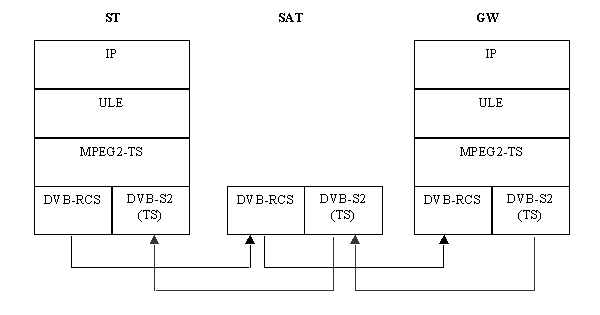 ST SAT GW
IP IP
ULE ULE
MPEG2-TS MPEG2-TS
DVB-RCS DVB-S2 DVB-RCS DVB-S2 DVB-RCS DVB-S2
(TS) (TS) (TS)